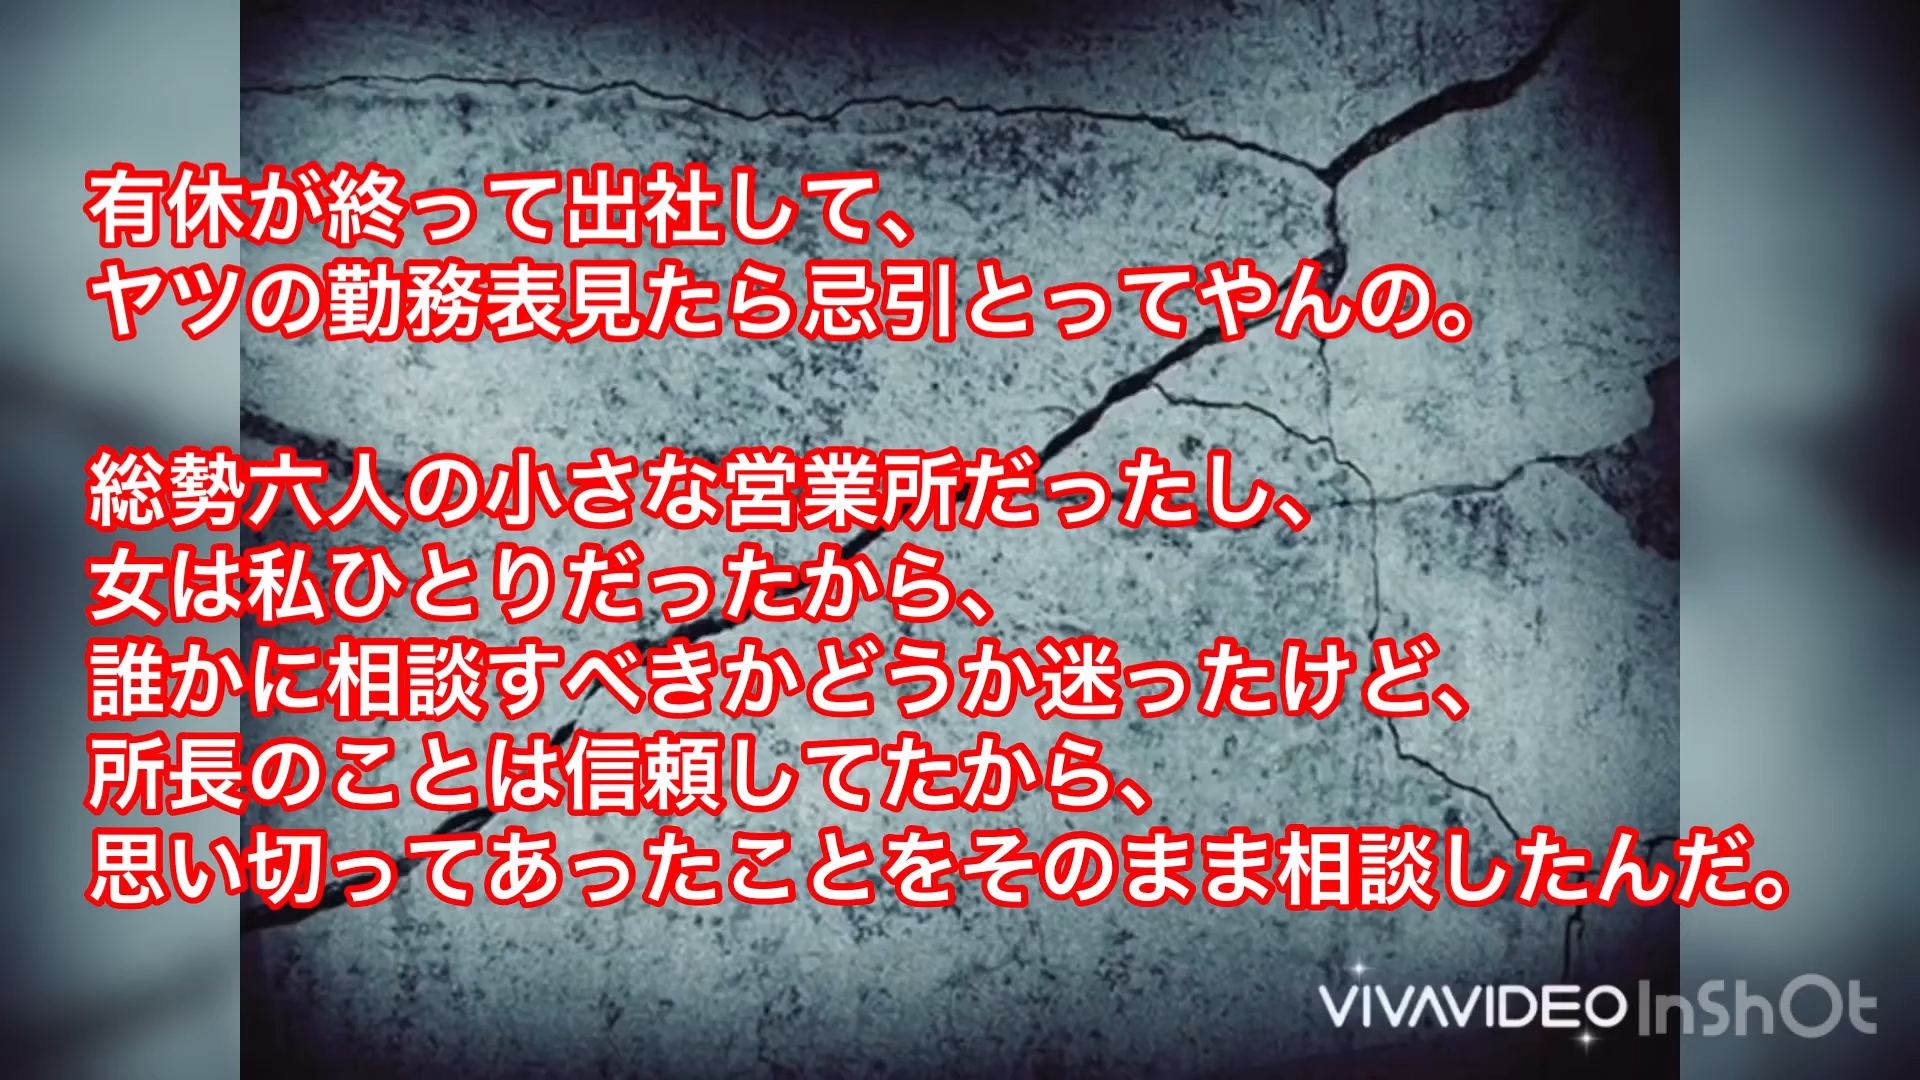 有休が終って出社して、
ヤツの勤務表見たら忌引とってやんの。
総勢六人の小さな営業所だったし、
女は私ひとりだったから、
誰かに相談すべきかどうか迷ったけど、
所長のことは信頼してたから、
思い切ってあったことをそのまま相談したんだ。
VIVAVIDEO InShOt